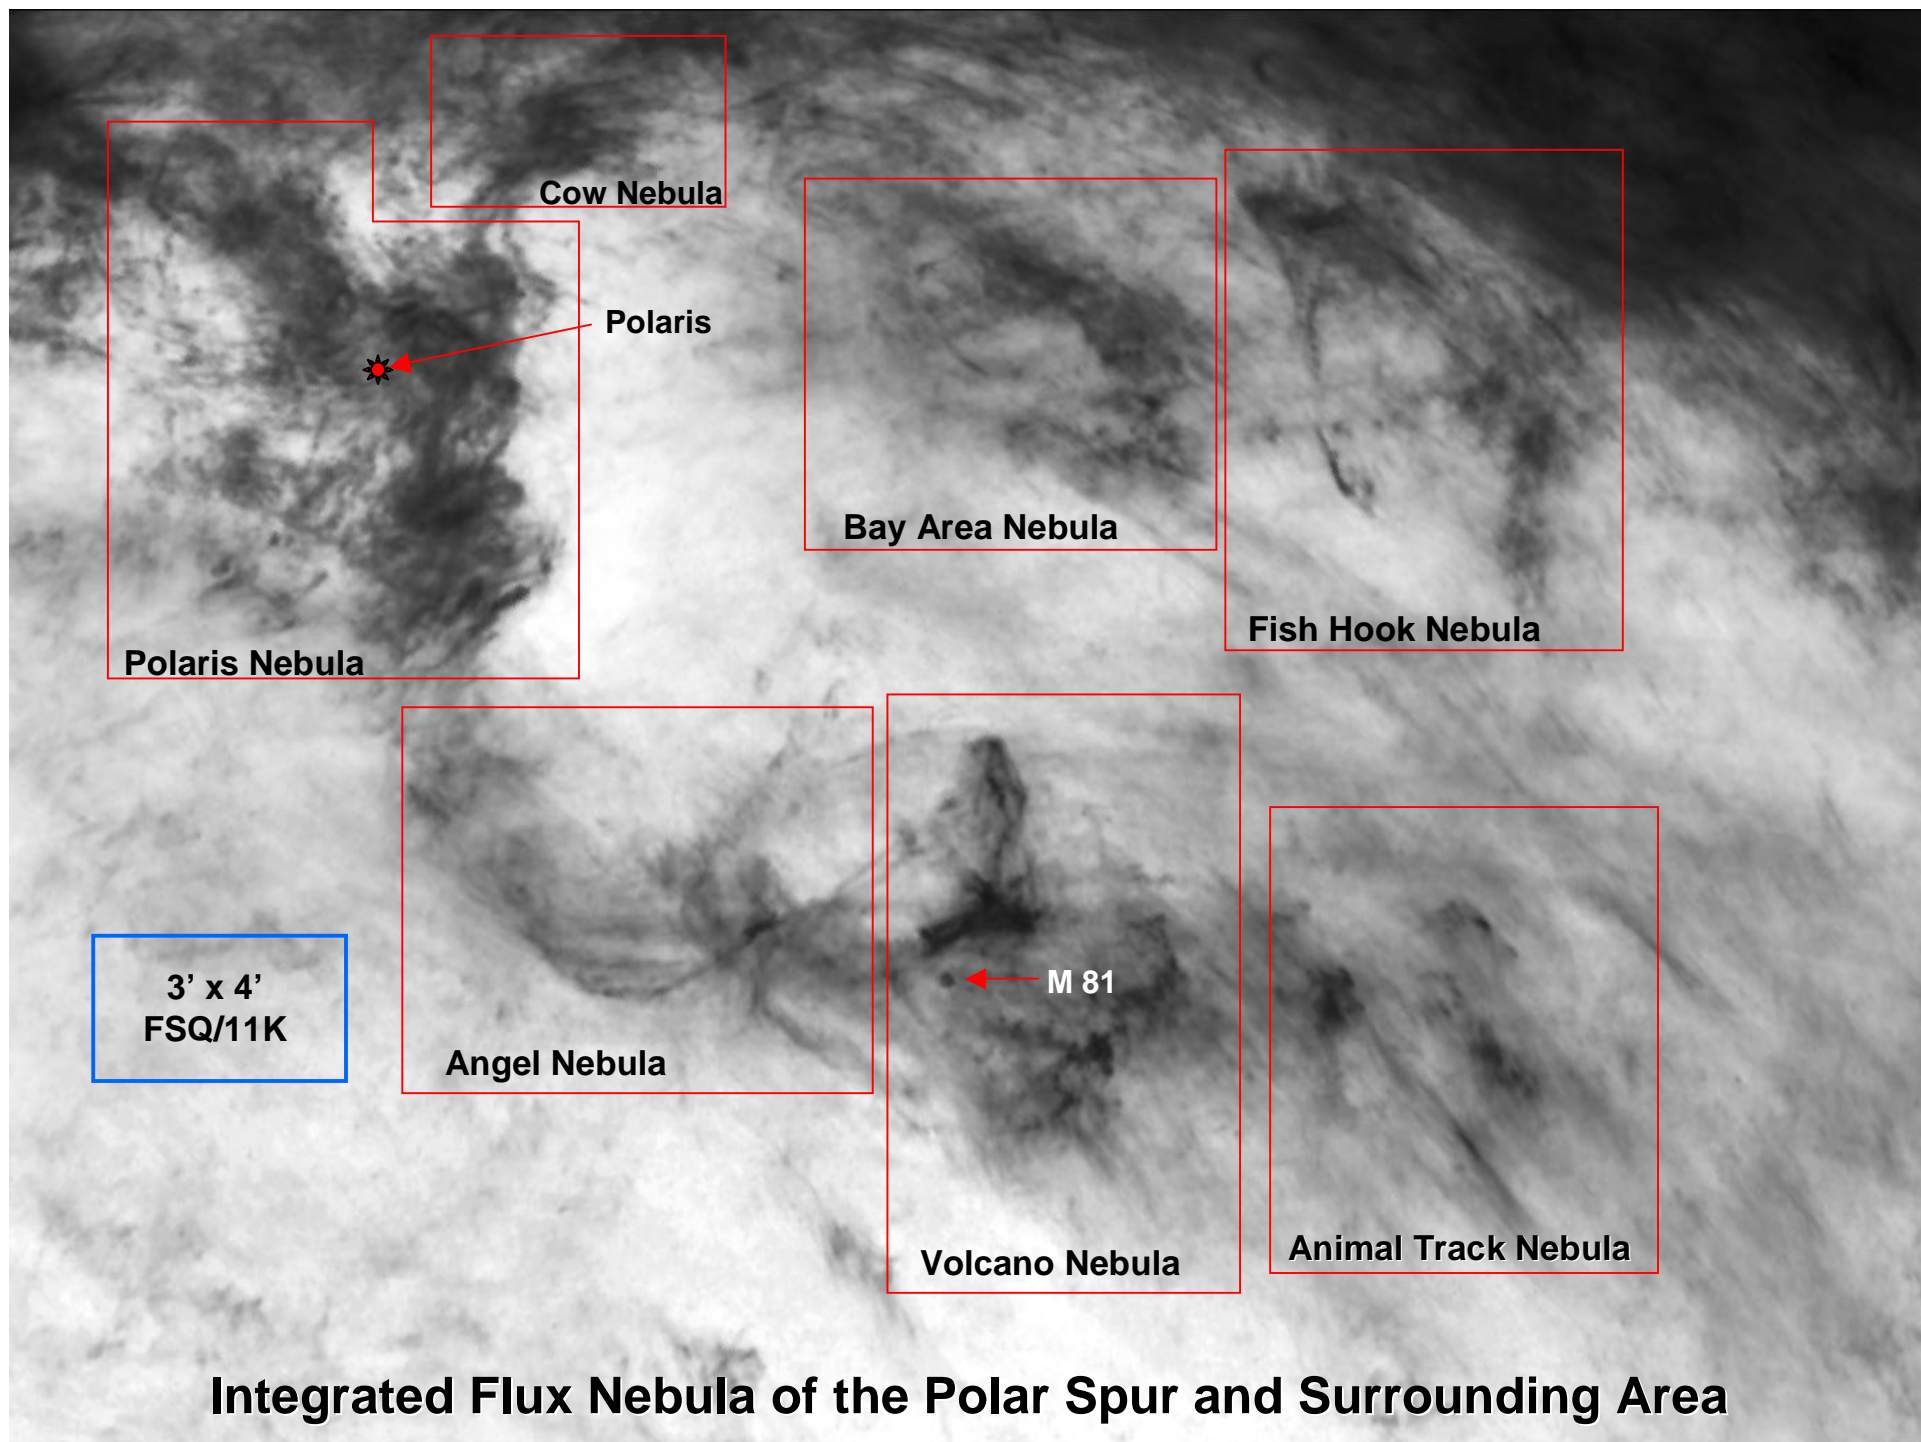 Cow Nebula
Polaris
Bay Area Nebula
Fish Hook Nebula
Polaris Nebula
3’ x 4’
FSQ/11K
M 81
Angel Nebula
Volcano Nebula
Animal Track Nebula
Integrated Flux Nebula of the Polar Spur and Surrounding Area